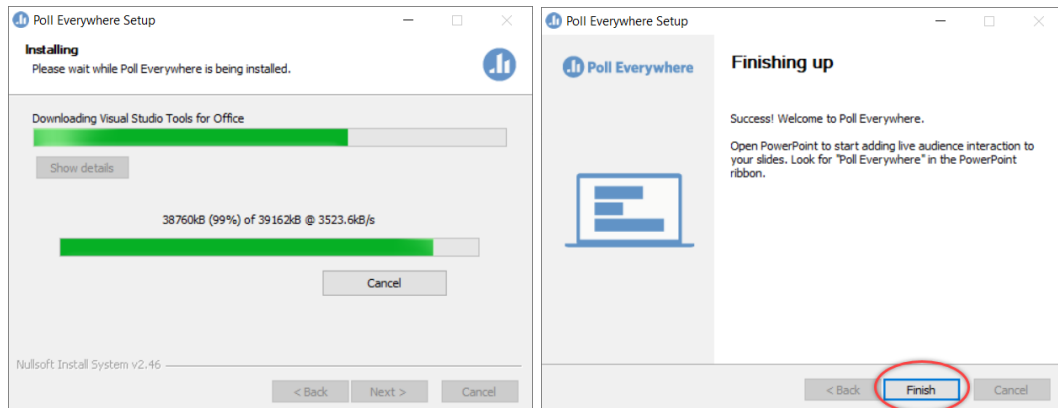 Poll Everywhere Setup
Installing
Please wait while Poll Everywhere is being installed.
Downloading Visual Studio Tools for Office
Show details
38760kB (99%) of 39162kB @ 3523.6kB/s
Cancel
Nullsoft Install System v2.46
< Back Next > Cancel
Poll Everywhere Setup
Poll Everywhere
Finishing up
Success! Welcome to Poll Everywhere.
Open PowerPoint to start adding live audience interaction to
your slides. Look for "Poll Everywhere" in the PowerPoint
ribbon.
< Back Finish Cancel